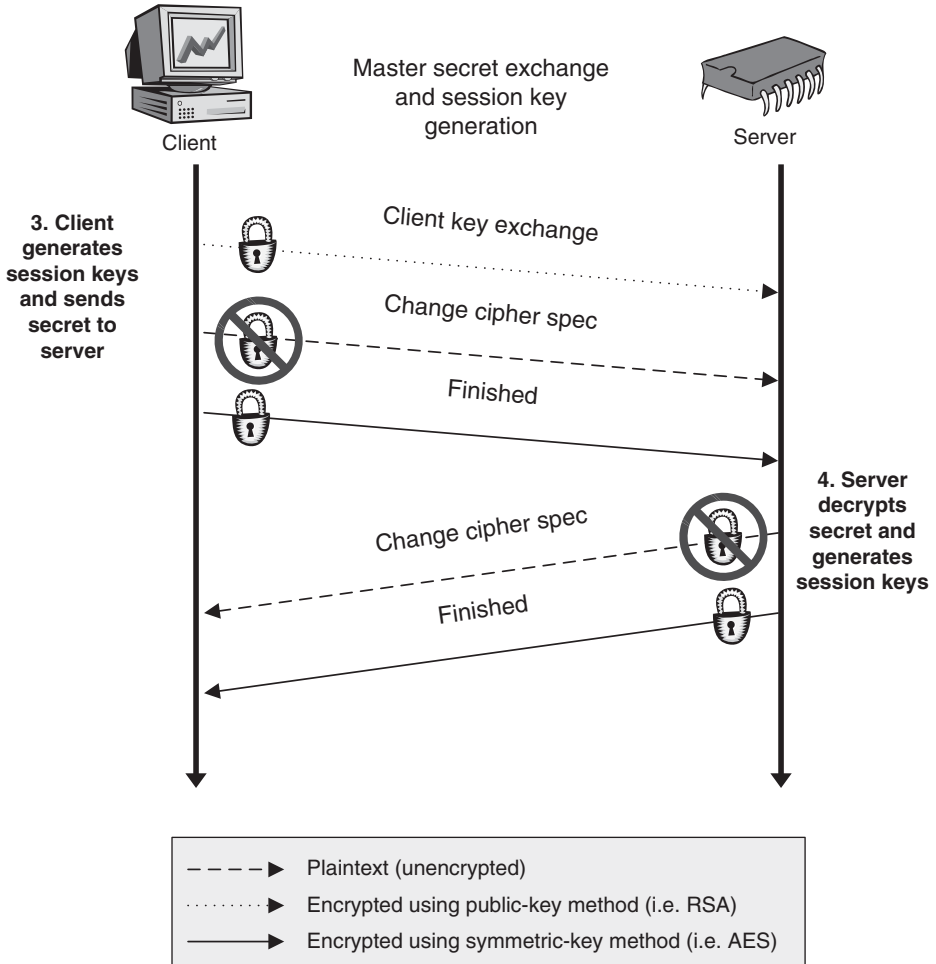 Master secret exchange
and session key
generation
Client
Server
3. Client
generates
session keys
and sends
secret to
server
Client key exchange
Change cipher spec
Finished
4. Server
decrypts
secret and
generates
session keys
Change cipher spec
Finished
Plaintext (unencrypted)
Encrypted using public-key method (i.e. RSA)
Encrypted using symmetric-key method (i.e. AES)